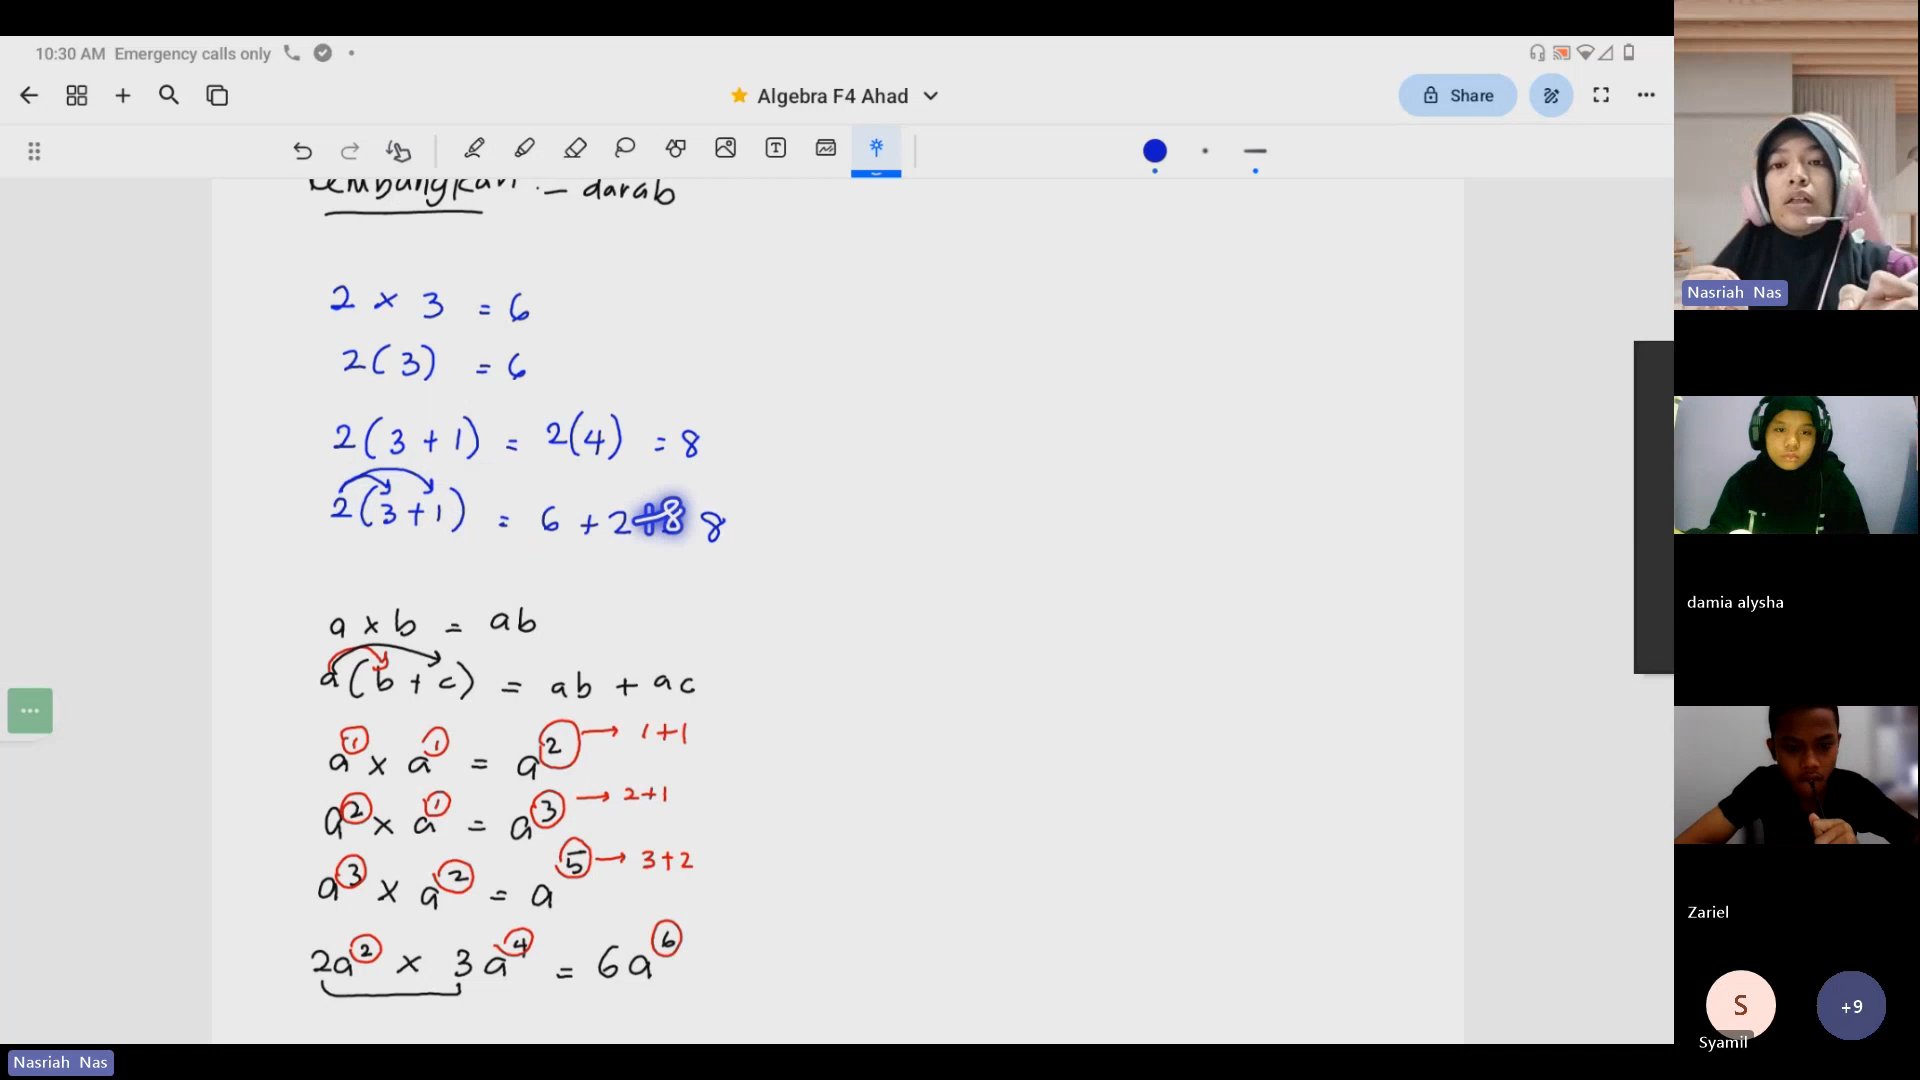 10:30 AM Emergency calls only
Algebra F4 Ahad
Share
Kembangkan :- darab
2 × 3 = 6
2(3) = 6
2(3 + 1) = 2(4) = 8
2(3+1) = 6 + 2 = 8 8
a × b = ab
a(b + c) = ab + ac
a¹ × a¹ = a² → 1+1
a² × a¹ = a³ → 2+1
a³ × a² = a⁵ → 3+2
2a² × 3a⁴ = 6a⁶
Nasriah Nas
damia alysha
Zariel
S
+9
Syamil
Nasriah Nas